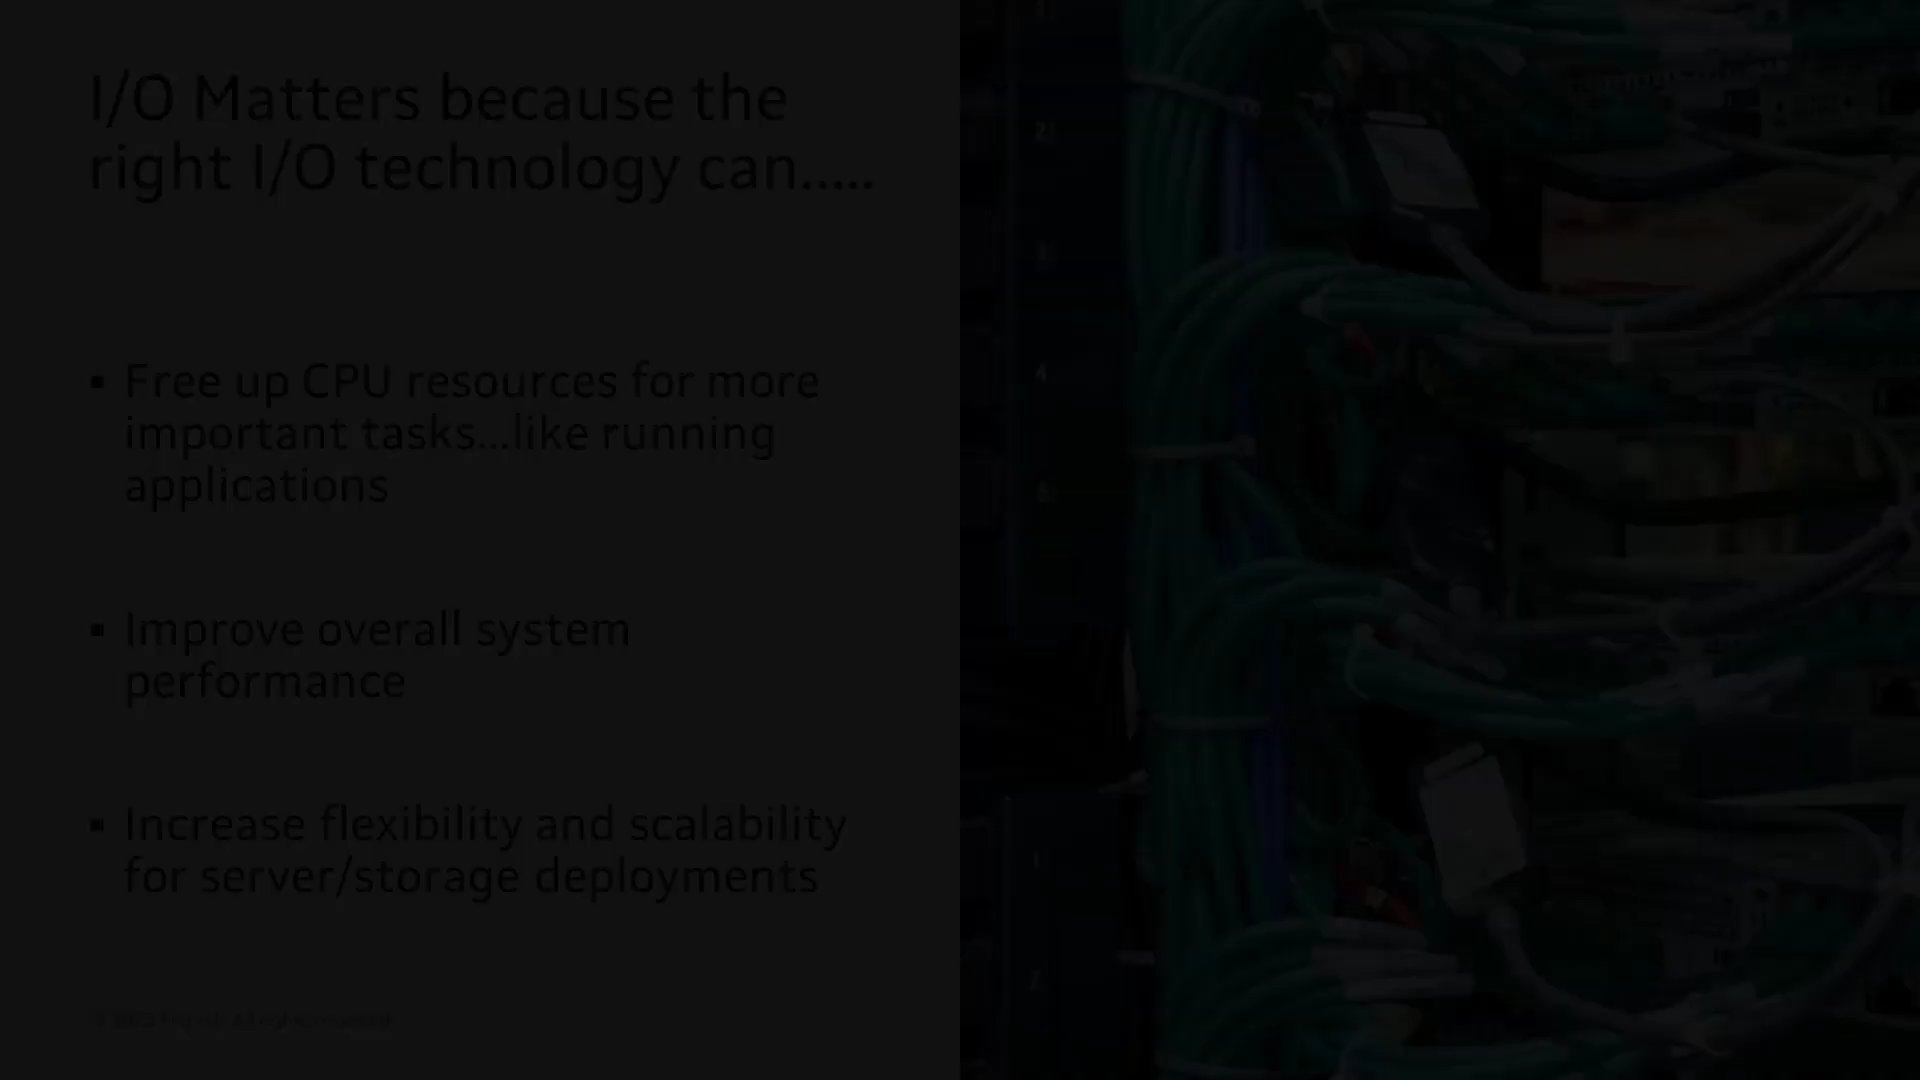 I/O Matters because the
right I/O technology can.....
▪ Free up CPU resources for more
important tasks...like running
applications
▪ Improve overall system
performance
▪ Increase flexibility and scalability
for server/storage deployments